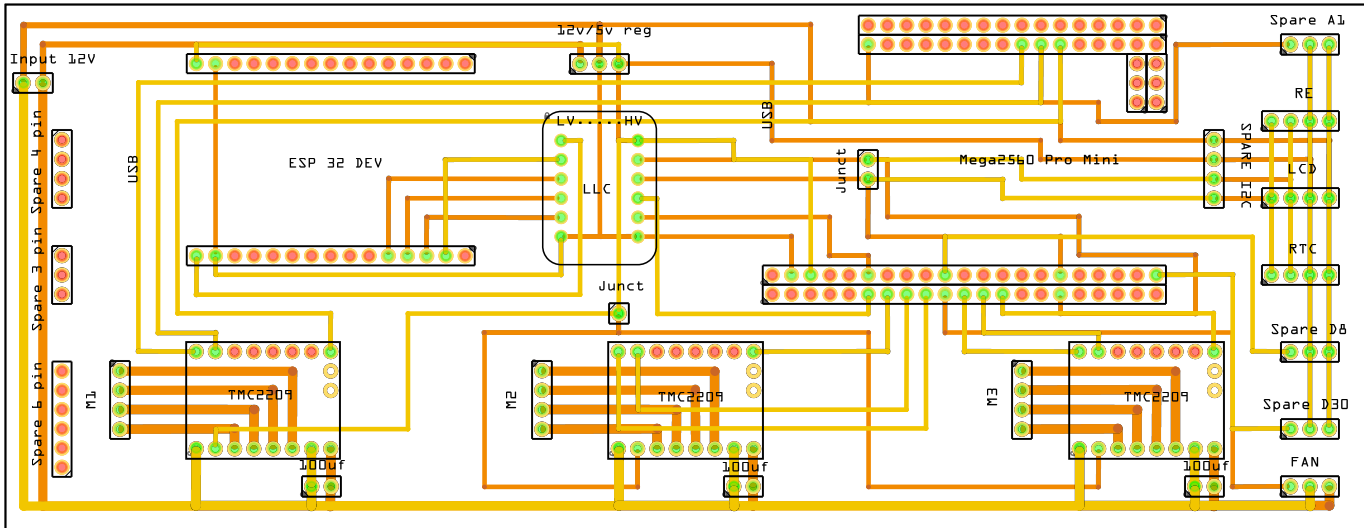 Spare A1
12v/5v reg
Input 12V
RE
USB
LV.....HV
SPARE I2C
Spare 4 pin
USB
ESP 32 DEV
Mega2560 Pro Mini
LLC
Junct
LCD
Spare 3 pin
RTC
Junct
Spare D8
Spare 6 pin
M1
TMC2209
M2
TMC2209
M3
TMC2209
Spare D30
100uf
100uf
100uf
FAN